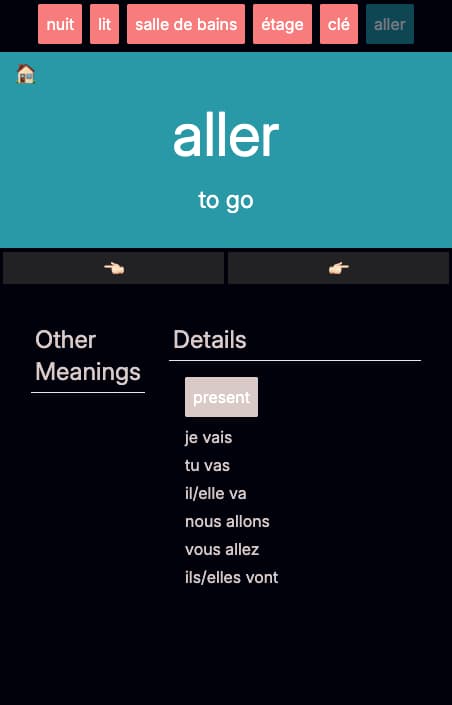 nuit lit salle de bains étage clé aller
aller
to go
Other
Meanings
Details
present
je vais
tu vas
il/elle va
nous allons
vous allez
ils/elles vont